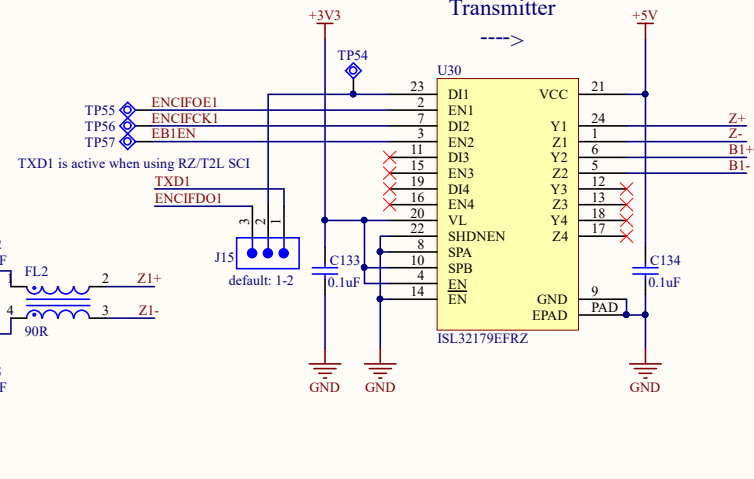 Transmitter
---->
+3V3
+5V
TP54
U30
23 DI1 VCC 21
TP55 ENCIFOE1 2 EN1
TP56 ENCIFCK1 7 DI2 Y1 24 Z+
TP57 EB1EN 3 EN2 Z1 1 Z-
11 DI3 Y2 6 B1+
TXD1 is active when using RZ/T2L SCI
15 EN3 Z2 5 B1-
TXD1 19 DI4 Y3 12
ENCIFDO1 16 EN4 Z3 13
3 2 1
20 VL Y4 18
22 SHDNEN Z4 17
J15
8 SPA
10 SPB
C133
0.1uF
C134
0.1uF
default: 1-2
4 EN
14 EN GND 9
EPAD PAD
ISL32179EFRZ
FL2
1 2 Z1+
4 3 Z1-
90R
F
F
GND
GND
GND